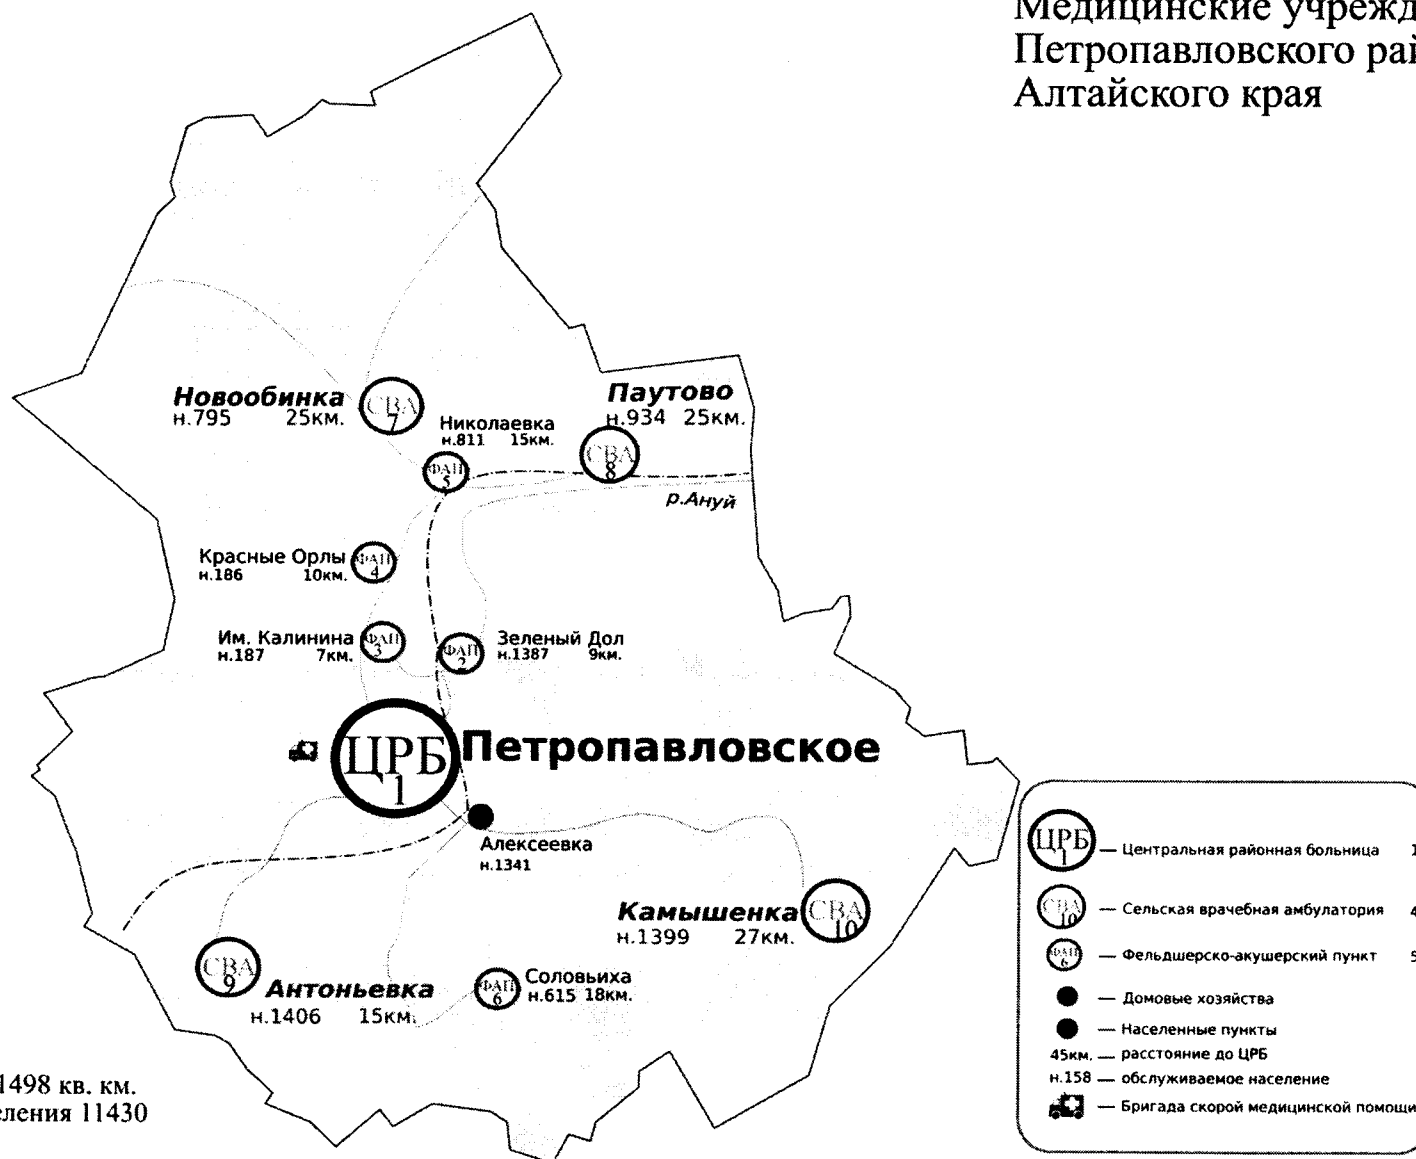 Медицинские учрежд
Петропавловского рай
Алтайского края
Новообинка
н.795 25км.
СВА
7
Николаевка
н.811 15км.
ФАП
5
Паутово
н.934 25км.
СВА
8
р.Ануй
Красные Орлы
н.186 10км.
ФАП
4
Им. Калинина
н.187 7км.
ФАП
3
ФАП
2
Зеленый Дол
н.1387 9км.
ЦРБ
1
Петропавловское
Алексеевка
н.1341
Камышенка
н.1399 27км.
СВА
10
СВА
9
Антоньевка
н.1406 15км.
ФАП
6
Соловьиха
н.615 18км.
1498 кв. км.
еления 11430
ЦРБ
1
— Центральная районная больница 1
СВА
10
— Сельская врачебная амбулатория 4
ФАП
6
— Фельдшерско-акушерский пункт 5
— Домовые хозяйства
— Населенные пункты
45км. — расстояние до ЦРБ
н.158 — обслуживаемое население
— Бригада скорой медицинской помощи